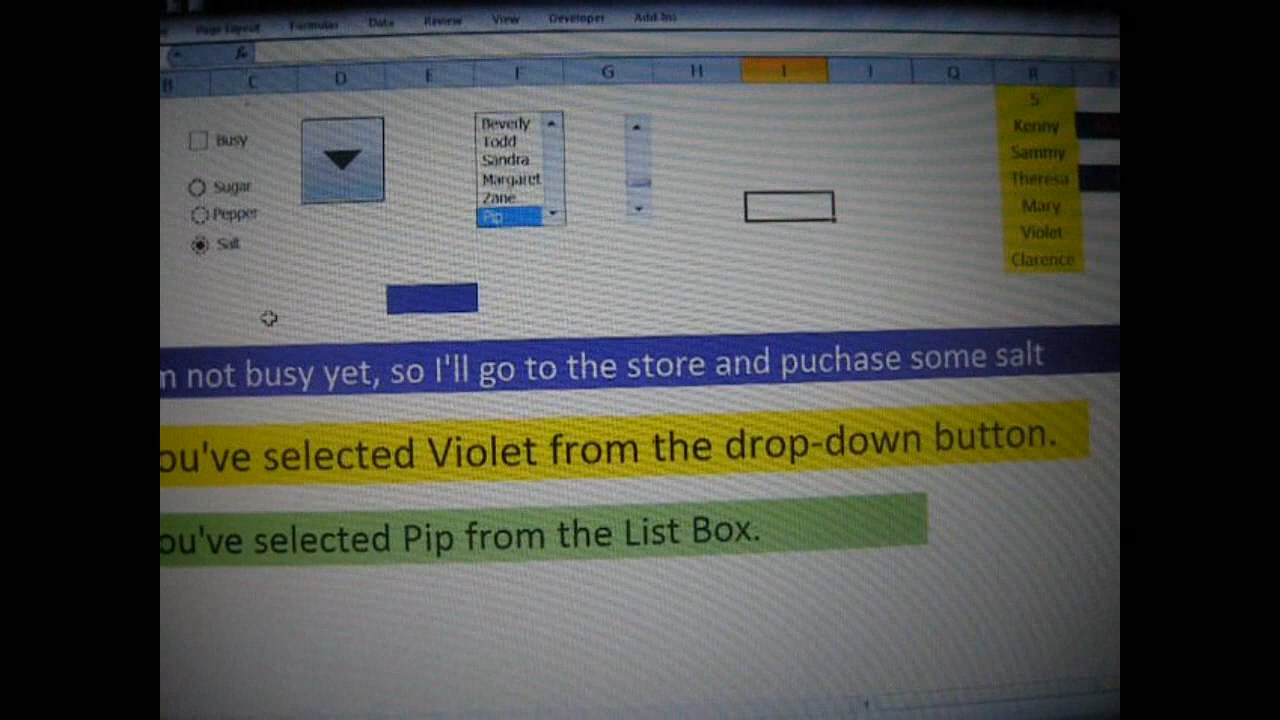 Page Layout Formulas Data Review View Developer Add-Ins
fx
B C D E F G H I J Q R S
5
Beverly
Kenny
Busy
Todd
Sammy
Sandra
Margaret
Theresa
Sugar
Zane
Mary
Pepper
Pip
Violet
Salt
Clarence
m not busy yet, so I'll go to the store and puchase some salt
ou've selected Violet from the drop-down button.
ou've selected Pip from the List Box.